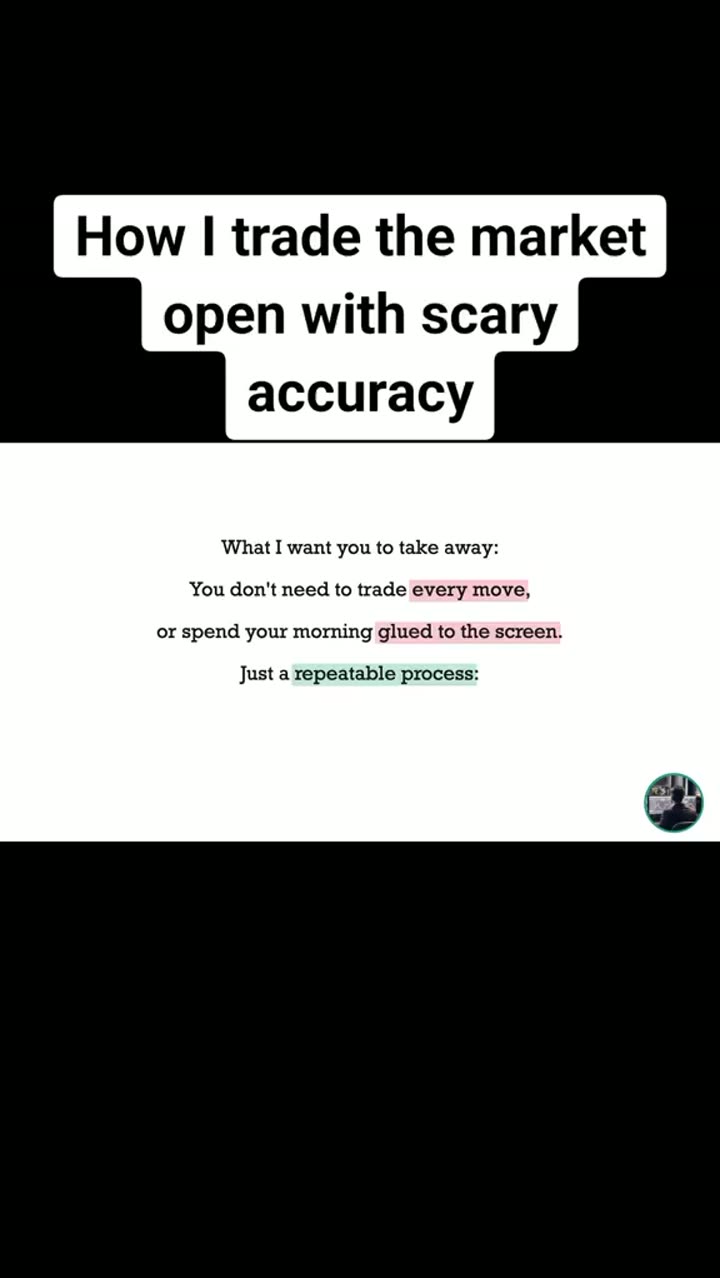 How I trade the market
open with scary
accuracy
What I want you to take away:
You don't need to trade every move,
or spend your morning glued to the screen.
Just a repeatable process: